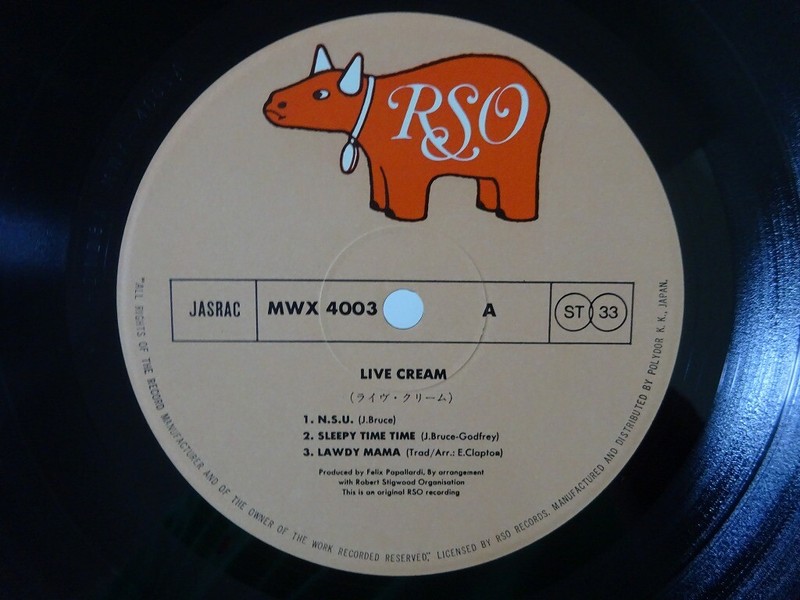 RSO
JASRAC
MWX 4003
A
ST 33
LIVE CREAM
(ライヴ・クリーム)
1. N.S.U. (J.Bruce)
2. SLEEPY TIME TIME (J.Bruce-Godfrey)
3. LAWDY MAMA (Trad/Arr.: E.Clapton)
Produced by Felix Papallardi, By arrangement
with Robert Stigwood Organisation
This is an original RSO recording
"ALL RIGHTS OF THE RECORD MANUFACTURER AND OF THE OWNER OF THE WORK RECORDED RESERVED," LICENSED BY RSO RECORDS, MANUFACTURED AND DISTRIBUTED BY POLYDOR K. K., JAPAN.